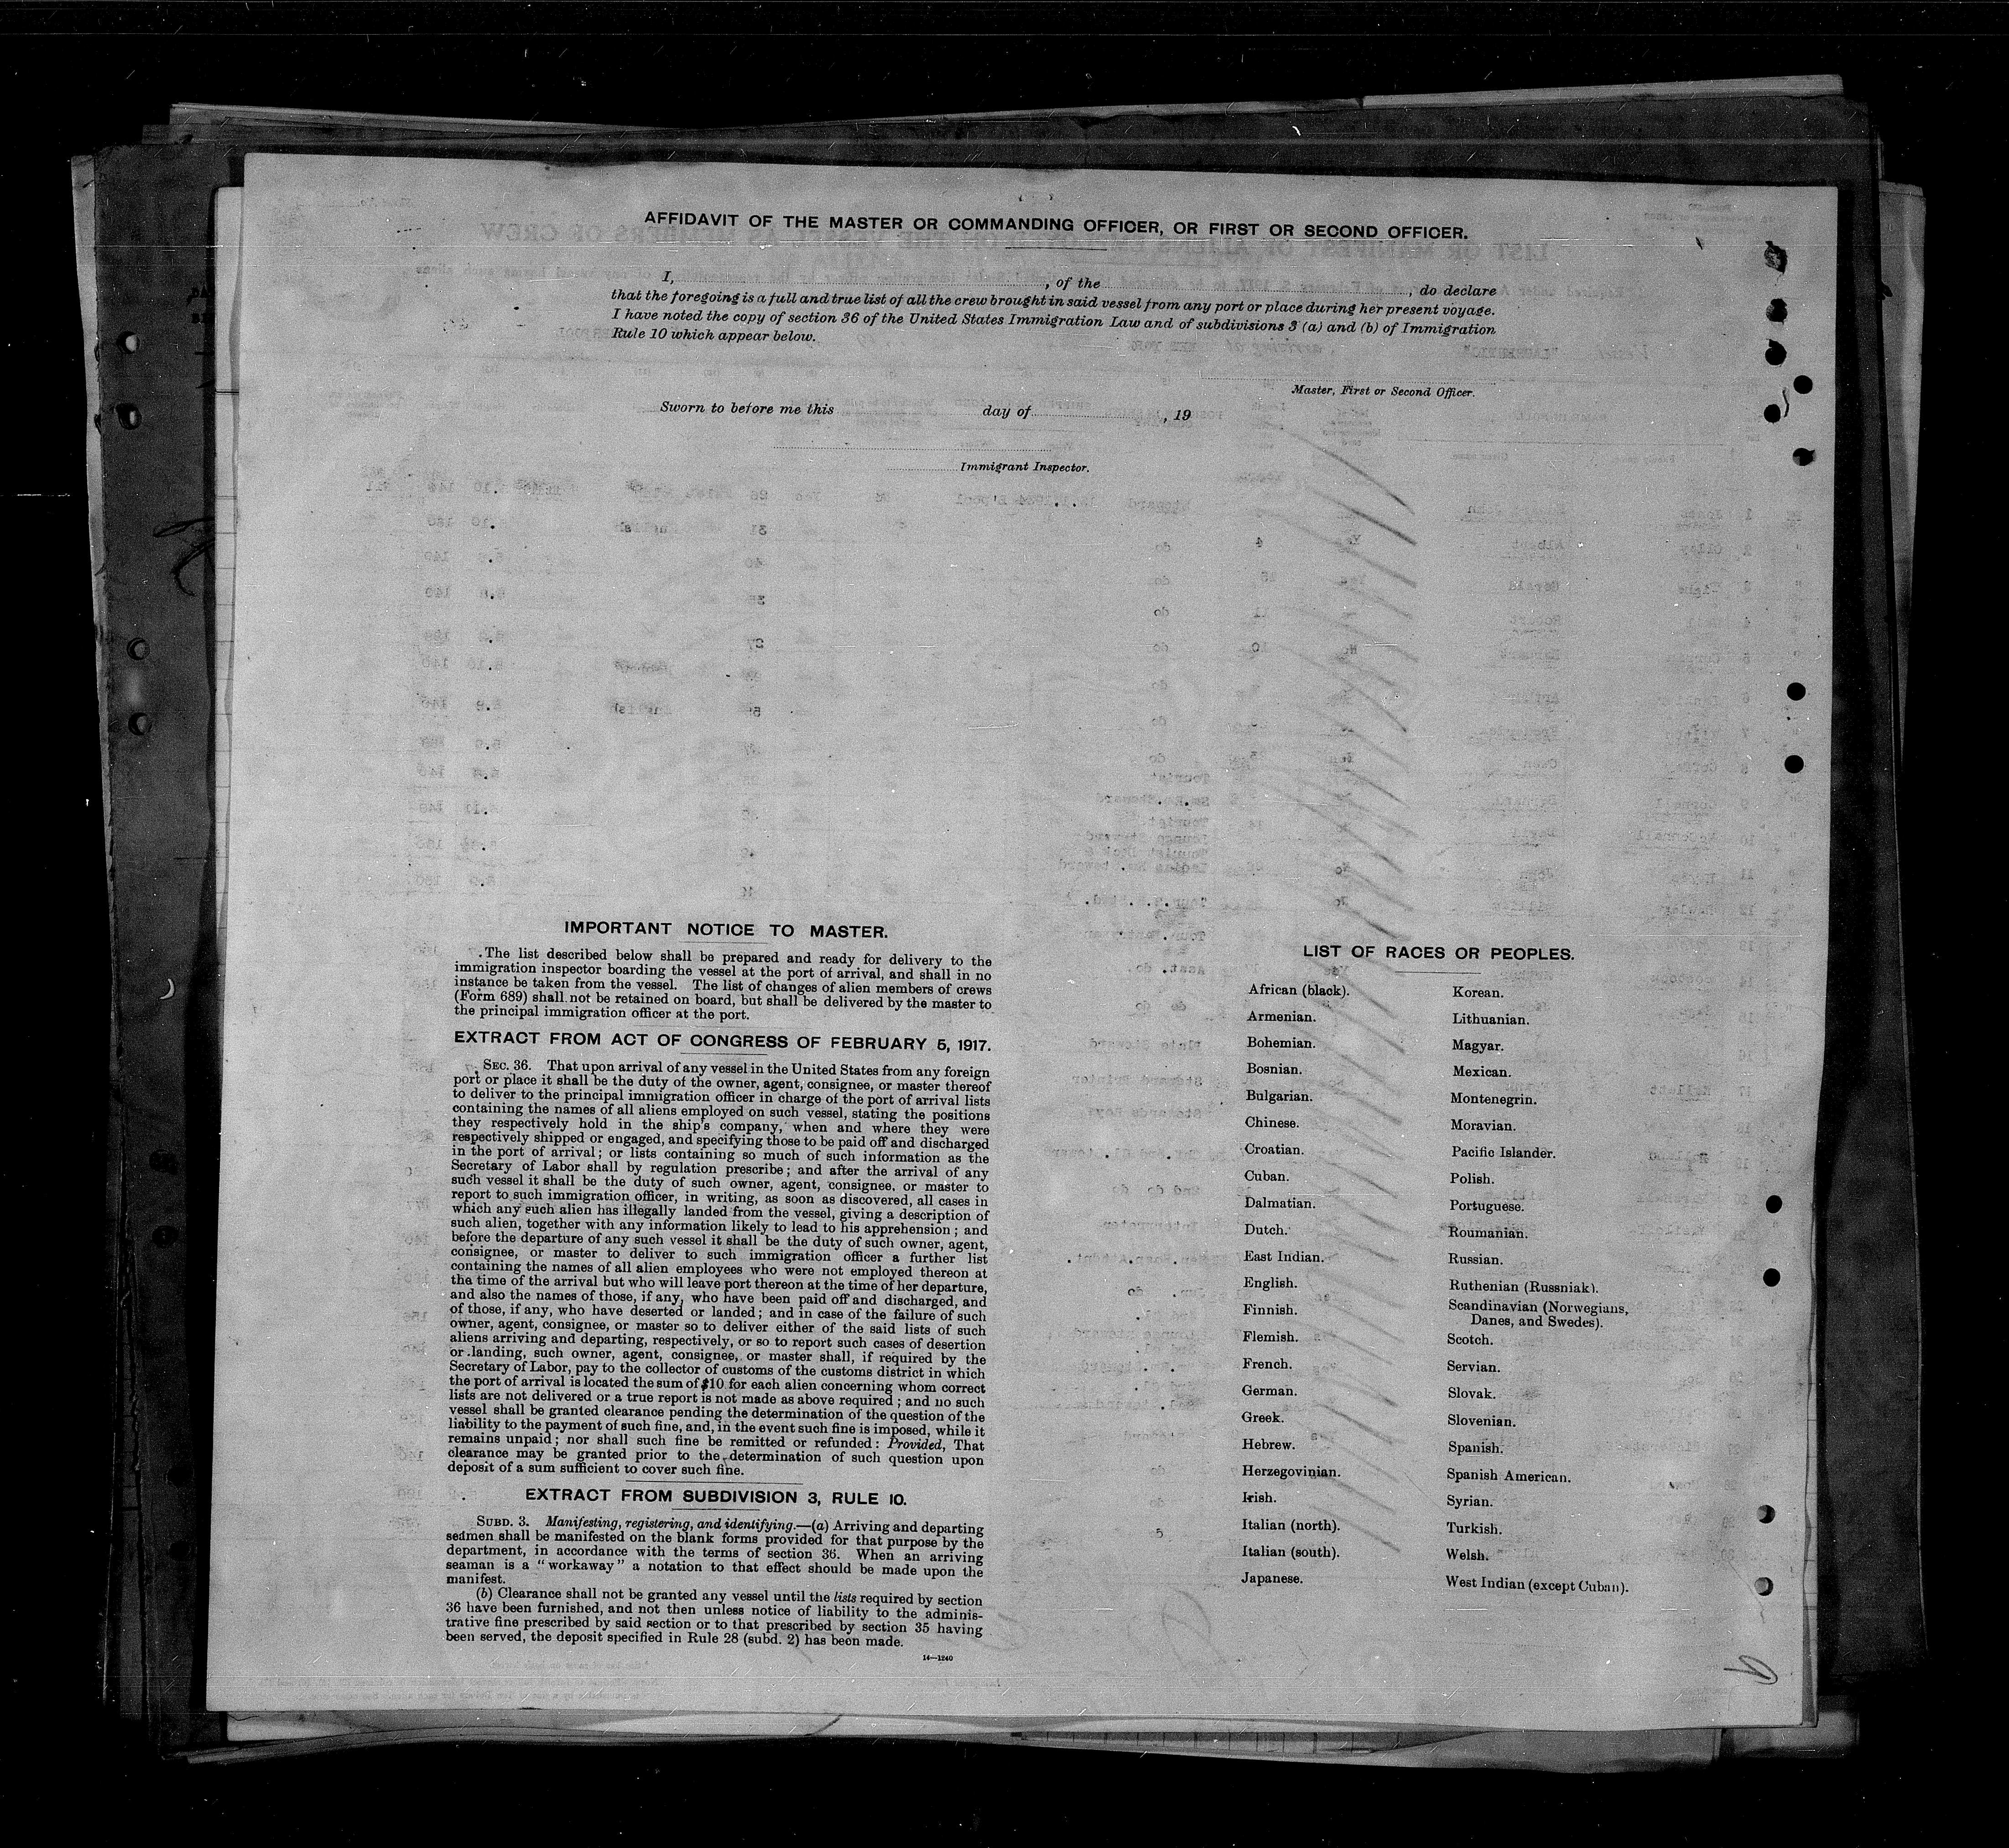 AFFIDAVIT OF THE MASTER OR COMMANDING OFFICER, OR FIRST OR SECOND OFFICER.
I, , of the , do declare
that the foregoing is a full and true list of all the crew brought in said vessel from any port or place during her present voyage.
I have noted the copy of section 36 of the United States Immigration Law and of subdivisions 3 (a) and (b) of Immigration
Rule 10 which appear below.
Master, First or Second Officer.
Sworn to before me this day of , 19
Immigrant Inspector.
IMPORTANT NOTICE TO MASTER.
The list described below shall be prepared and ready for delivery to the
immigration inspector boarding the vessel at the port of arrival, and shall in no
instance be taken from the vessel. The list of changes of alien members of crews
(Form 689) shall not be retained on board, but shall be delivered by the master to
the principal immigration officer at the port.
EXTRACT FROM ACT OF CONGRESS OF FEBRUARY 5, 1917.
SEC. 36. That upon arrival of any vessel in the United States from any foreign
port or place it shall be the duty of the owner, agent, consignee, or master thereof
to deliver to the principal immigration officer in charge of the port of arrival lists
containing the names of all aliens employed on such vessel, stating the positions
they respectively hold in the ship's company, when and where they were
respectively shipped or engaged, and specifying those to be paid off and discharged
in the port of arrival; or lists containing so much of such information as the
Secretary of Labor shall by regulation prescribe; and after the arrival of any
such vessel it shall be the duty of such owner, agent, consignee, or master to
report to such immigration officer, in writing, as soon as discovered, all cases in
which any such alien has illegally landed from the vessel, giving a description of
such alien, together with any information likely to lead to his apprehension; and
before the departure of any such vessel it shall be the duty of such owner, agent,
consignee, or master to deliver to such immigration officer a further list
containing the names of all alien employees who were not employed thereon at
the time of the arrival but who will leave port thereon at the time of her departure,
and also the names of those, if any, who have been paid off and discharged, and
of those, if any, who have deserted or landed; and in case of the failure of such
owner, agent, consignee, or master so to deliver either of the said lists of such
aliens arriving and departing, respectively, or so to report such cases of desertion
or landing, such owner, agent, consignee, or master shall, if required by the
Secretary of Labor, pay to the collector of customs of the customs district in which
the port of arrival is located the sum of $10 for each alien concerning whom correct
lists are not delivered or a true report is not made as above required; and no such
vessel shall be granted clearance pending the determination of the question of the
liability to the payment of such fine, and, in the event such fine is imposed, while it
remains unpaid; nor shall such fine be remitted or refunded: Provided, That
clearance may be granted prior to the determination of such question upon
deposit of a sum sufficient to cover such fine.
EXTRACT FROM SUBDIVISION 3, RULE 10.
SUBD. 3. Manifesting, registering, and identifying.—(a) Arriving and departing
seamen shall be manifested on the blank forms provided for that purpose by the
department, in accordance with the terms of section 36. When an arriving
seaman is a "workaway" a notation to that effect should be made upon the
manifest.
(b) Clearance shall not be granted any vessel until the lists required by section
36 have been furnished, and not then unless notice of liability to the adminis-
trative fine prescribed by said section or to that prescribed by section 35 having
been served, the deposit specified in Rule 28 (subd. 2) has been made.
14—1240
LIST OF RACES OR PEOPLES.
African (black).
Armenian.
Bohemian.
Bosnian.
Bulgarian.
Chinese.
Croatian.
Cuban.
Dalmatian.
Dutch.
East Indian.
English.
Finnish.
Flemish.
French.
German.
Greek.
Hebrew.
Herzegovinian.
Irish.
Italian (north).
Italian (south).
Japanese.
Korean.
Lithuanian.
Magyar.
Mexican.
Montenegrin.
Moravian.
Pacific Islander.
Polish.
Portuguese.
Roumanian.
Russian.
Ruthenian (Russniak).
Scandinavian (Norwegians,
Danes, and Swedes).
Scotch.
Servian.
Slovak.
Slovenian.
Spanish.
Spanish American.
Syrian.
Turkish.
Welsh.
West Indian (except Cuban).